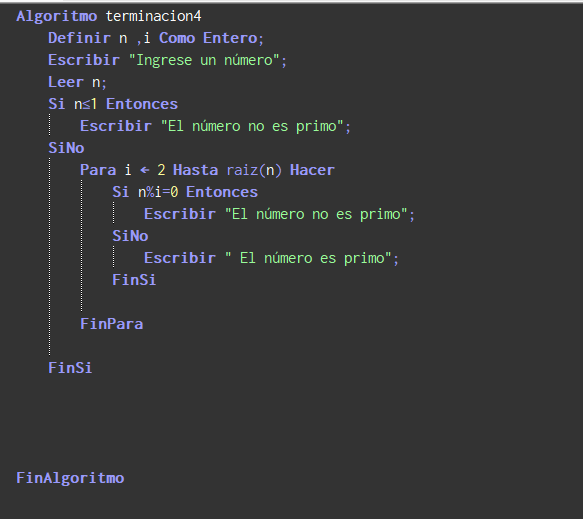 Algoritmo terminacion4
Definir n ,i Como Entero;
Escribir "Ingrese un número";
Leer n;
Si n≤1 Entonces
Escribir "El número no es primo";
SiNo
Para i ← 2 Hasta raiz(n) Hacer
Si n%i=0 Entonces
Escribir "El número no es primo";
SiNo
Escribir " El número es primo";
FinSi
FinPara
FinSi
FinAlgoritmo